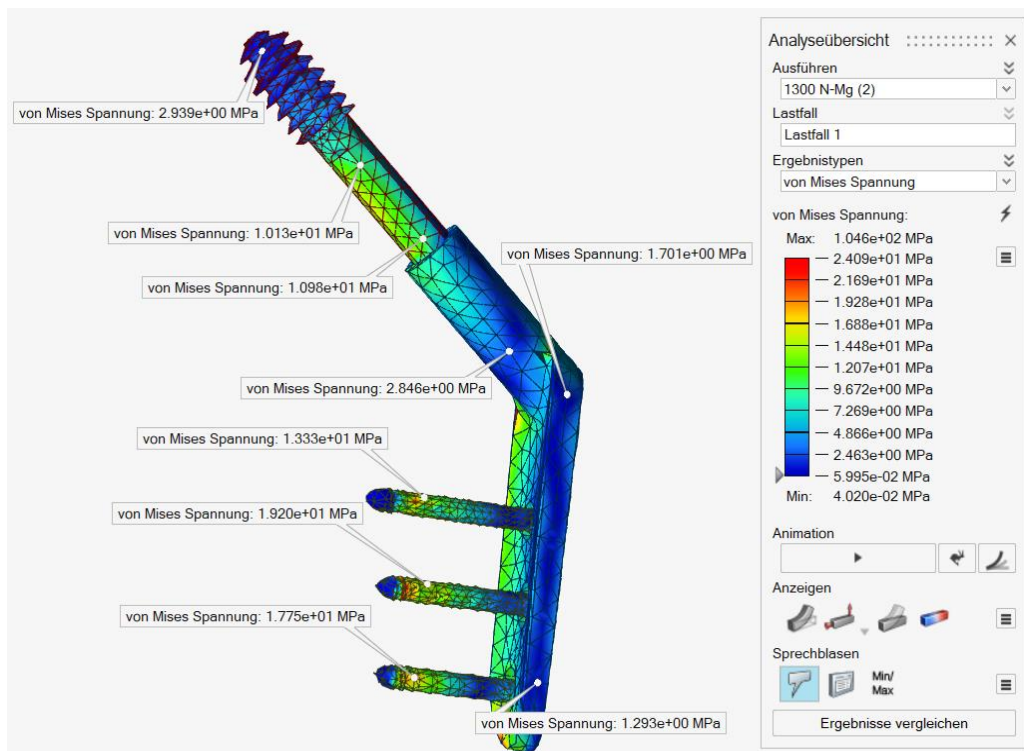 von Mises Spannung: 2.939e+00 MPa
von Mises Spannung: 1.013e+01 MPa
von Mises Spannung: 1.701e+00 MPa
von Mises Spannung: 1.098e+01 MPa
von Mises Spannung: 2.846e+00 MPa
von Mises Spannung: 1.333e+01 MPa
von Mises Spannung: 1.920e+01 MPa
von Mises Spannung: 1.775e+01 MPa
von Mises Spannung: 1.293e+00 MPa
Analyseübersicht
Ausführen
1300 N-Mg (2)
Lastfall
Lastfall 1
Ergebnistypen
von Mises Spannung
von Mises Spannung:
Max: 1.046e+02 MPa
2.409e+01 MPa
2.169e+01 MPa
1.928e+01 MPa
1.688e+01 MPa
1.448e+01 MPa
1.207e+01 MPa
9.672e+00 MPa
7.269e+00 MPa
4.866e+00 MPa
2.463e+00 MPa
5.995e-02 MPa
Min: 4.020e-02 MPa
Animation
Anzeigen
Sprechblasen
Min/
Max
Ergebnisse vergleichen